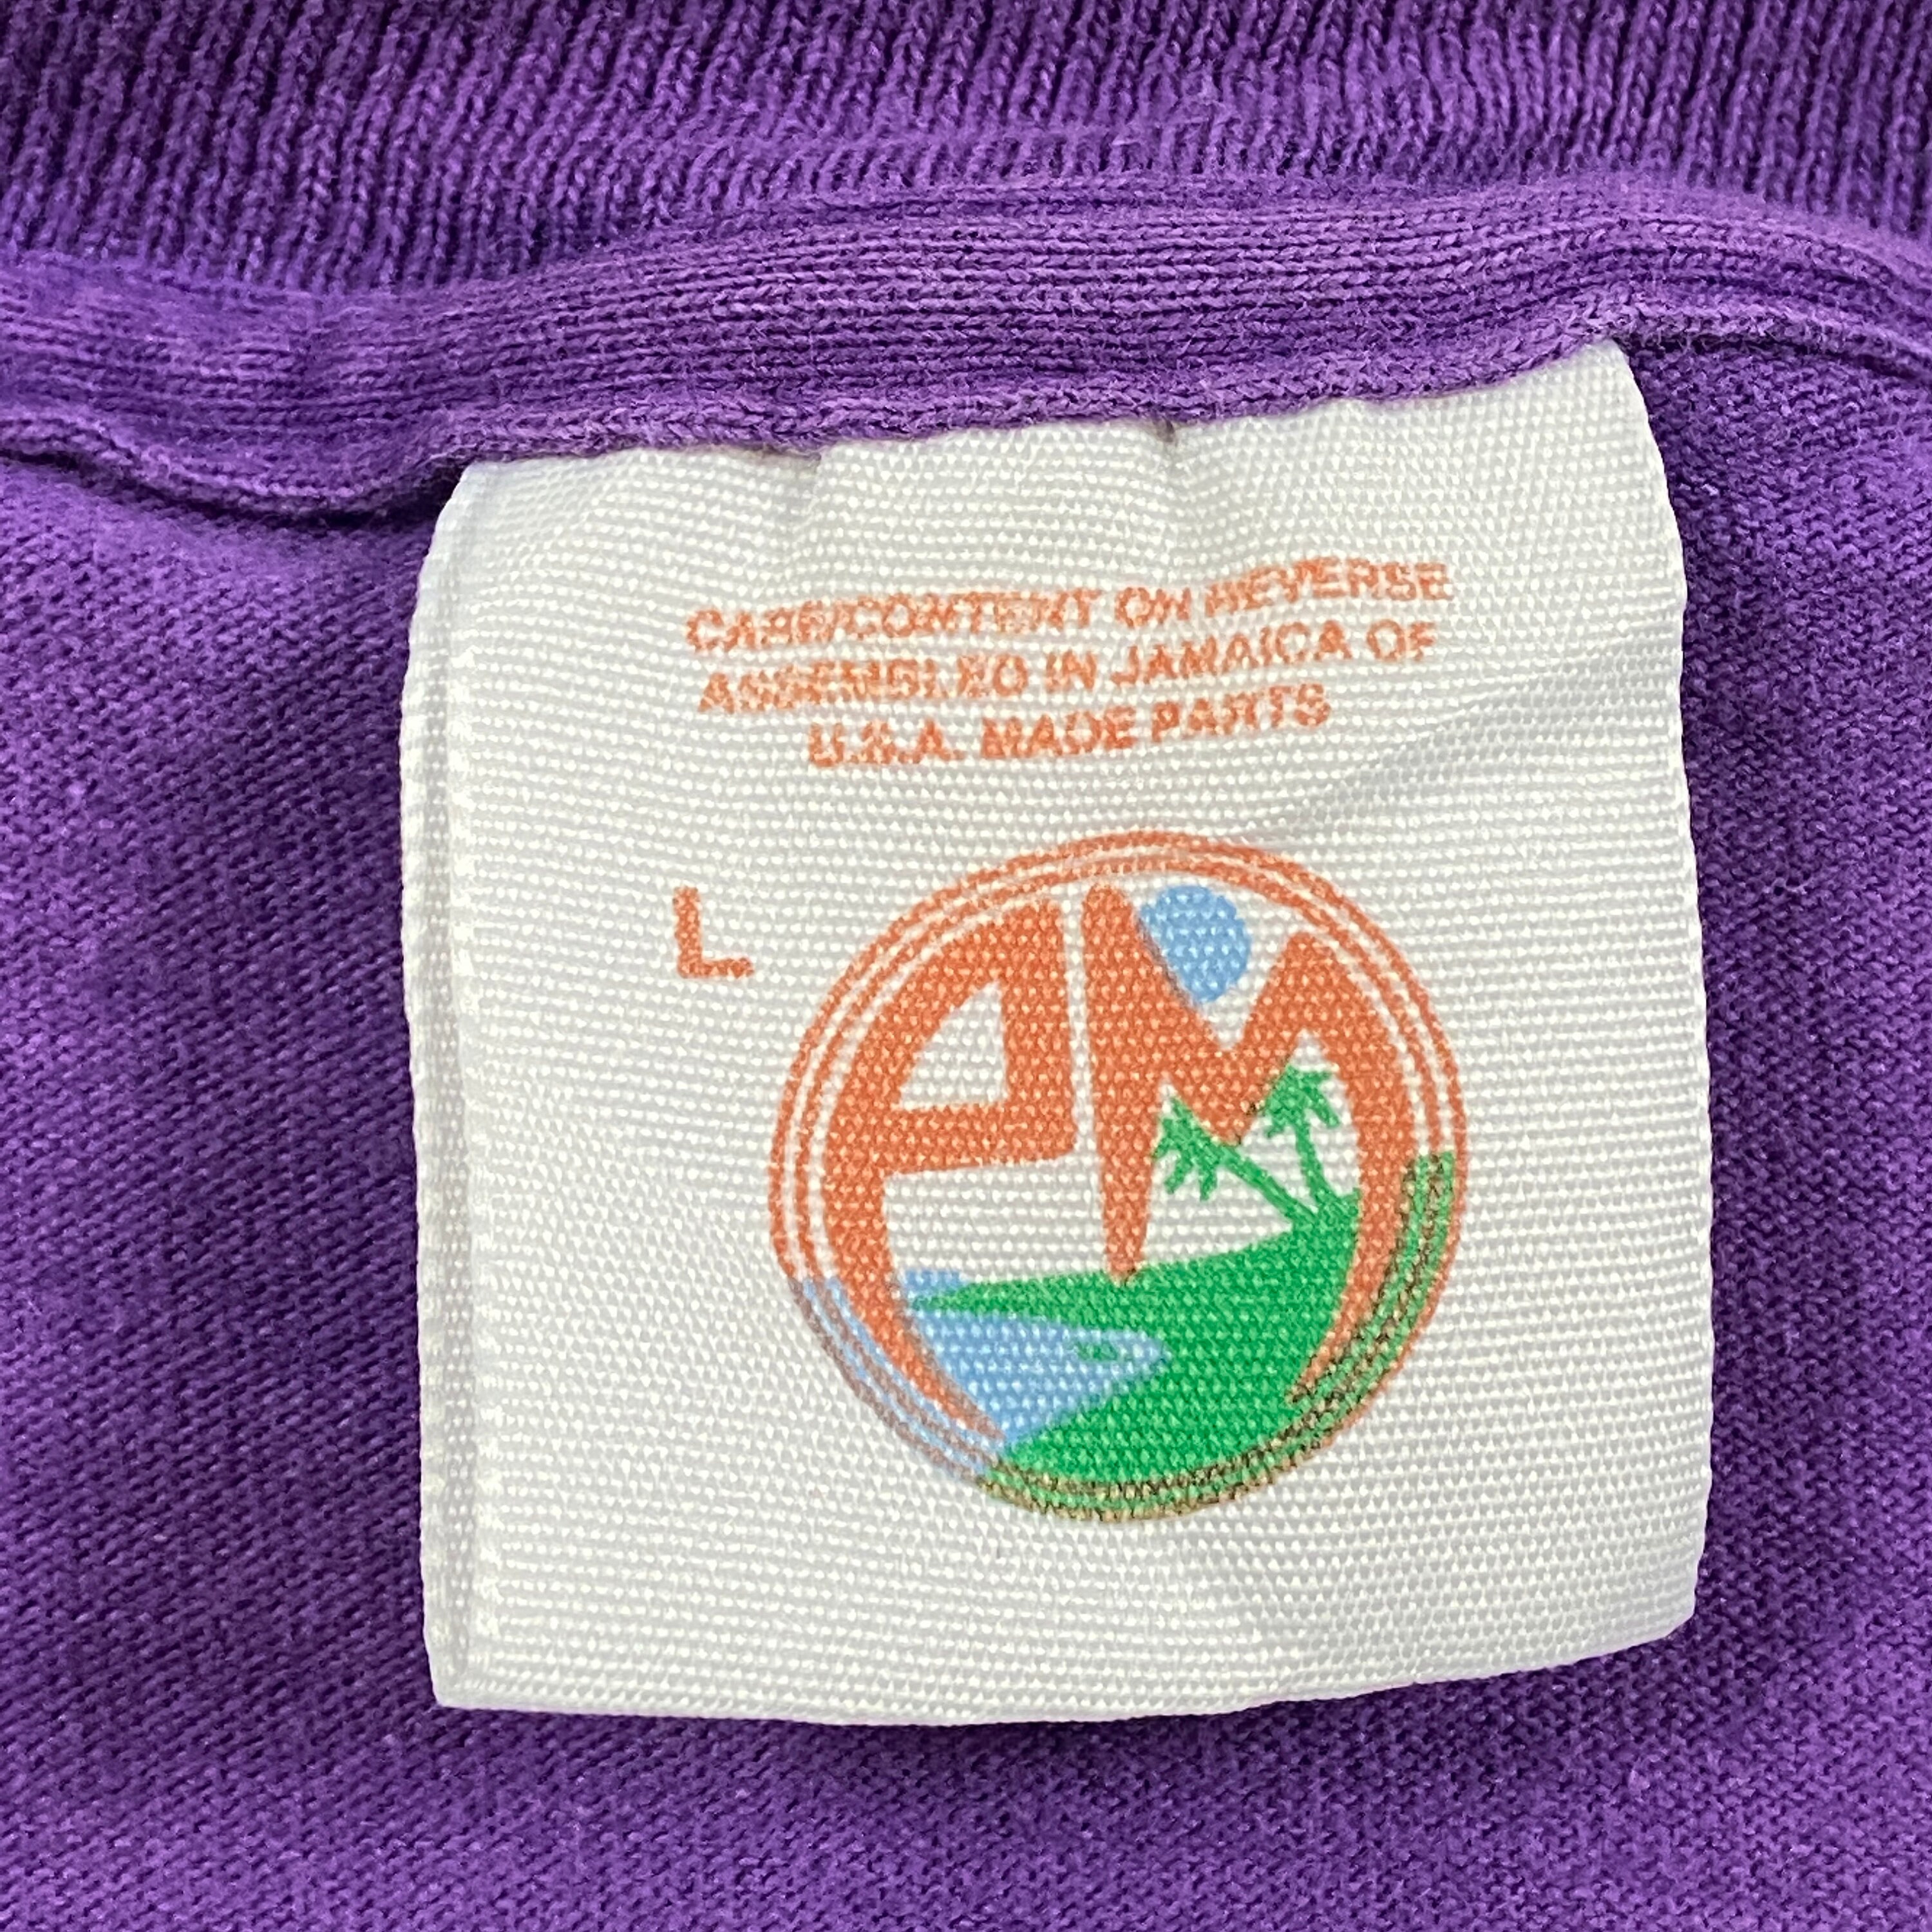 CARE/CONTENT ON REVERSE
ASSEMBLED IN JAMAICA OF
U.S.A. MADE PARTS
L
PM